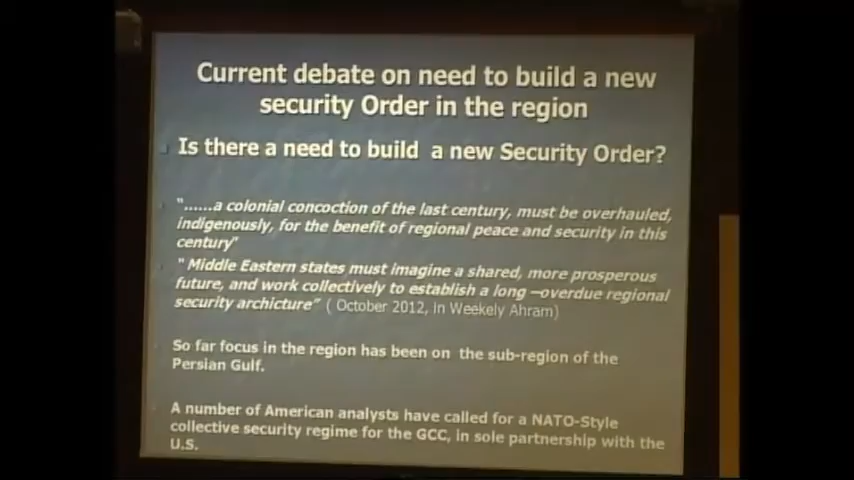 Current debate on need to build a new
security Order in the region
Is there a need to build a new Security Order?
"......a colonial concoction of the last century, must be overhauled,
indigenously, for the benefit of regional peace and security in this
century"
" Middle Eastern states must imagine a shared, more prosperous
future, and work collectively to establish a long –overdue regional
security archicture" ( October 2012, in Weekely Ahram)
So far focus in the region has been on the sub-region of the
Persian Gulf.
A number of American analysts have called for a NATO-Style
collective security regime for the GCC, in sole partnership with the
U.S.